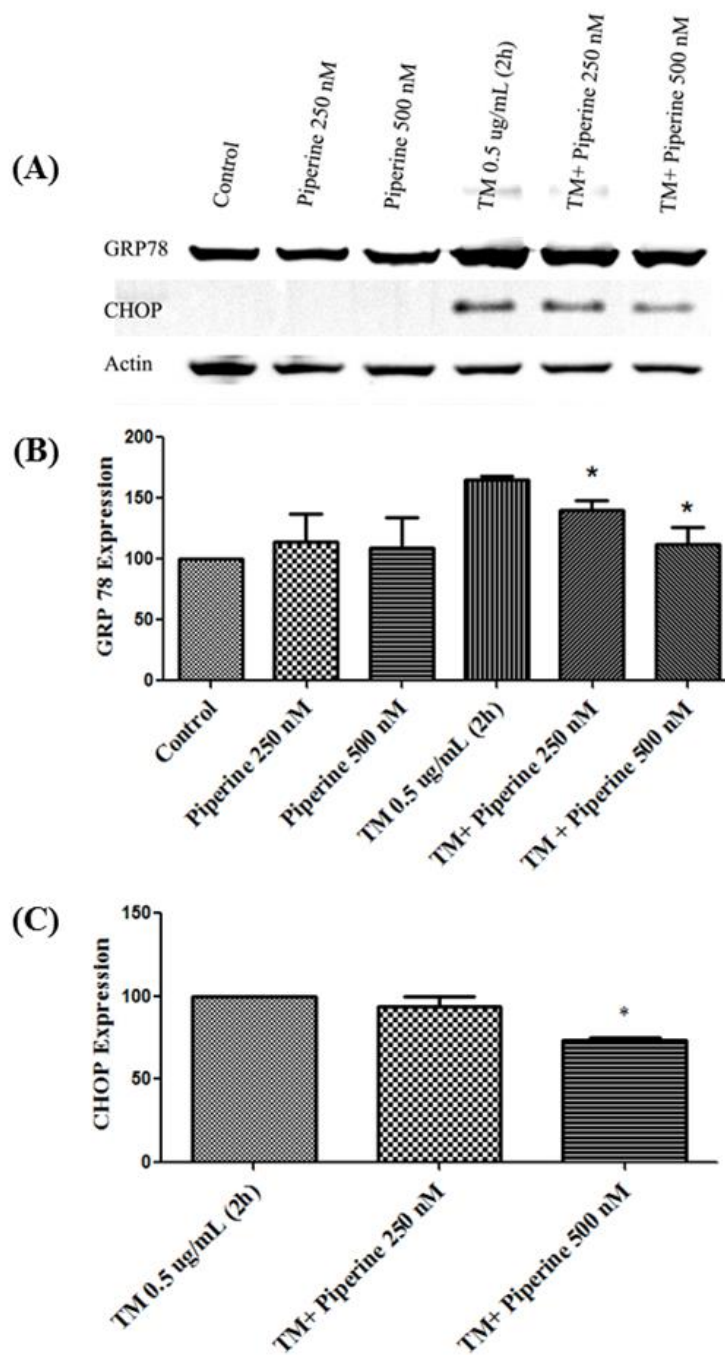 (A)
Control
Piperine 250 nM
Piperine 500 nM
TM 0.5 ug/mL (2h)
TM+ Piperine 250 nM
TM+ Piperine 500 nM
GRP78
CHOP
Actin
(B)
GRP 78 Expression
200
150
100
50
0
*
*
Control
Piperine 250 nM
Piperine 500 nM
TM 0.5 ug/mL (2h)
TM+ Piperine 250 nM
TM + Piperine 500 nM
(C)
CHOP Expression
150
100
50
0
*
TM 0.5 ug/mL (2h)
TM+ Piperine 250 nM
TM+ Piperine 500 nM